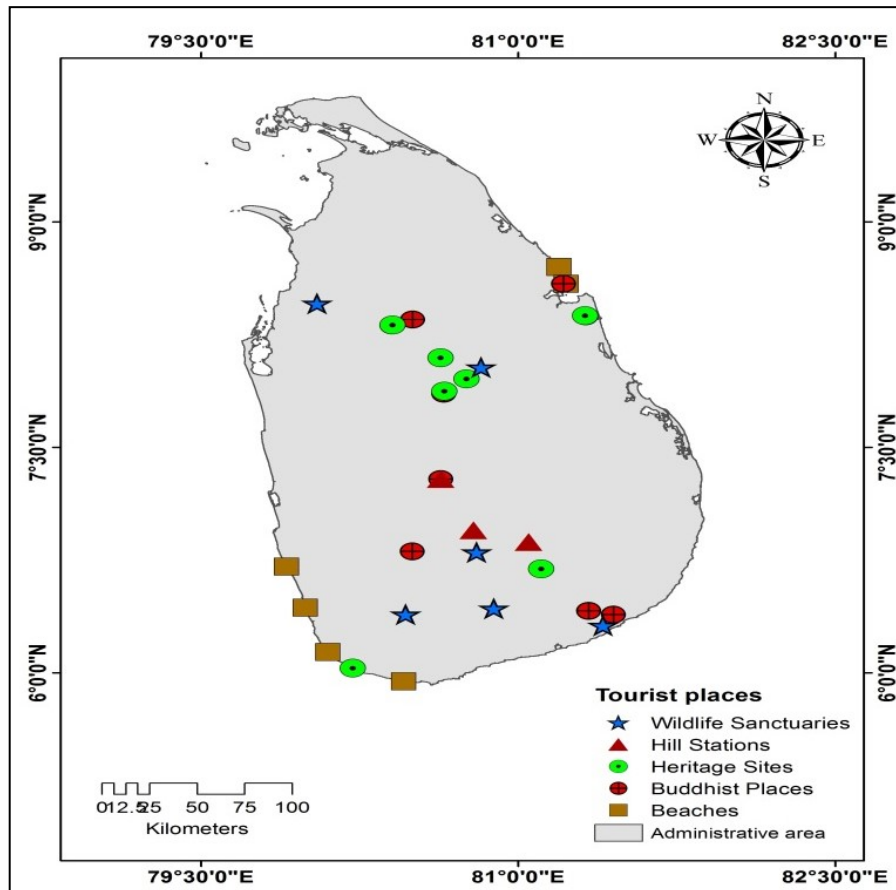 79°30'0"E 81°0'0"E 82°30'0"E
N
W E
S
9°0'0"N 9°0'0"N
7°30'0"N 7°30'0"N
6°0'0"N 6°0'0"N
Tourist places
Wildlife Sanctuaries
Hill Stations
Heritage Sites
Buddhist Places
Beaches
Administrative area
0 12.5 25 50 75 100
Kilometers
79°30'0"E 81°0'0"E 82°30'0"E